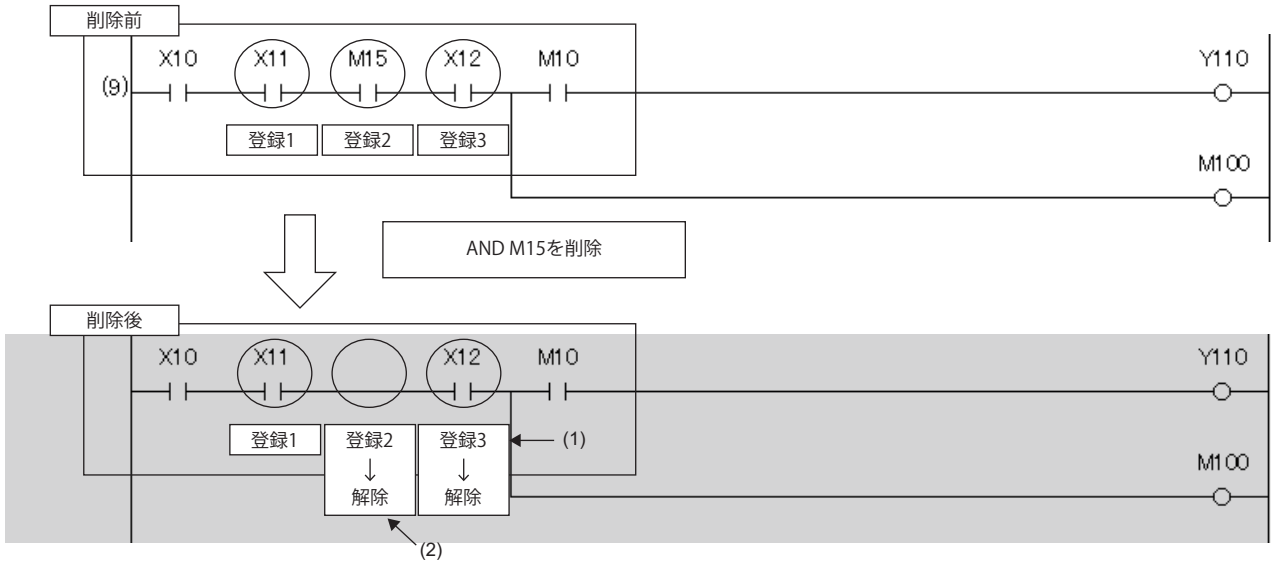 削除前
X10 X11 M15 X12 M10 Y110
(9)
登録1 登録2 登録3
M100
AND M15を削除
削除後
X10 X11 X12 M10 Y110
登録1 登録2 登録3 (1)
↓ ↓
解除 解除
M100
(2)